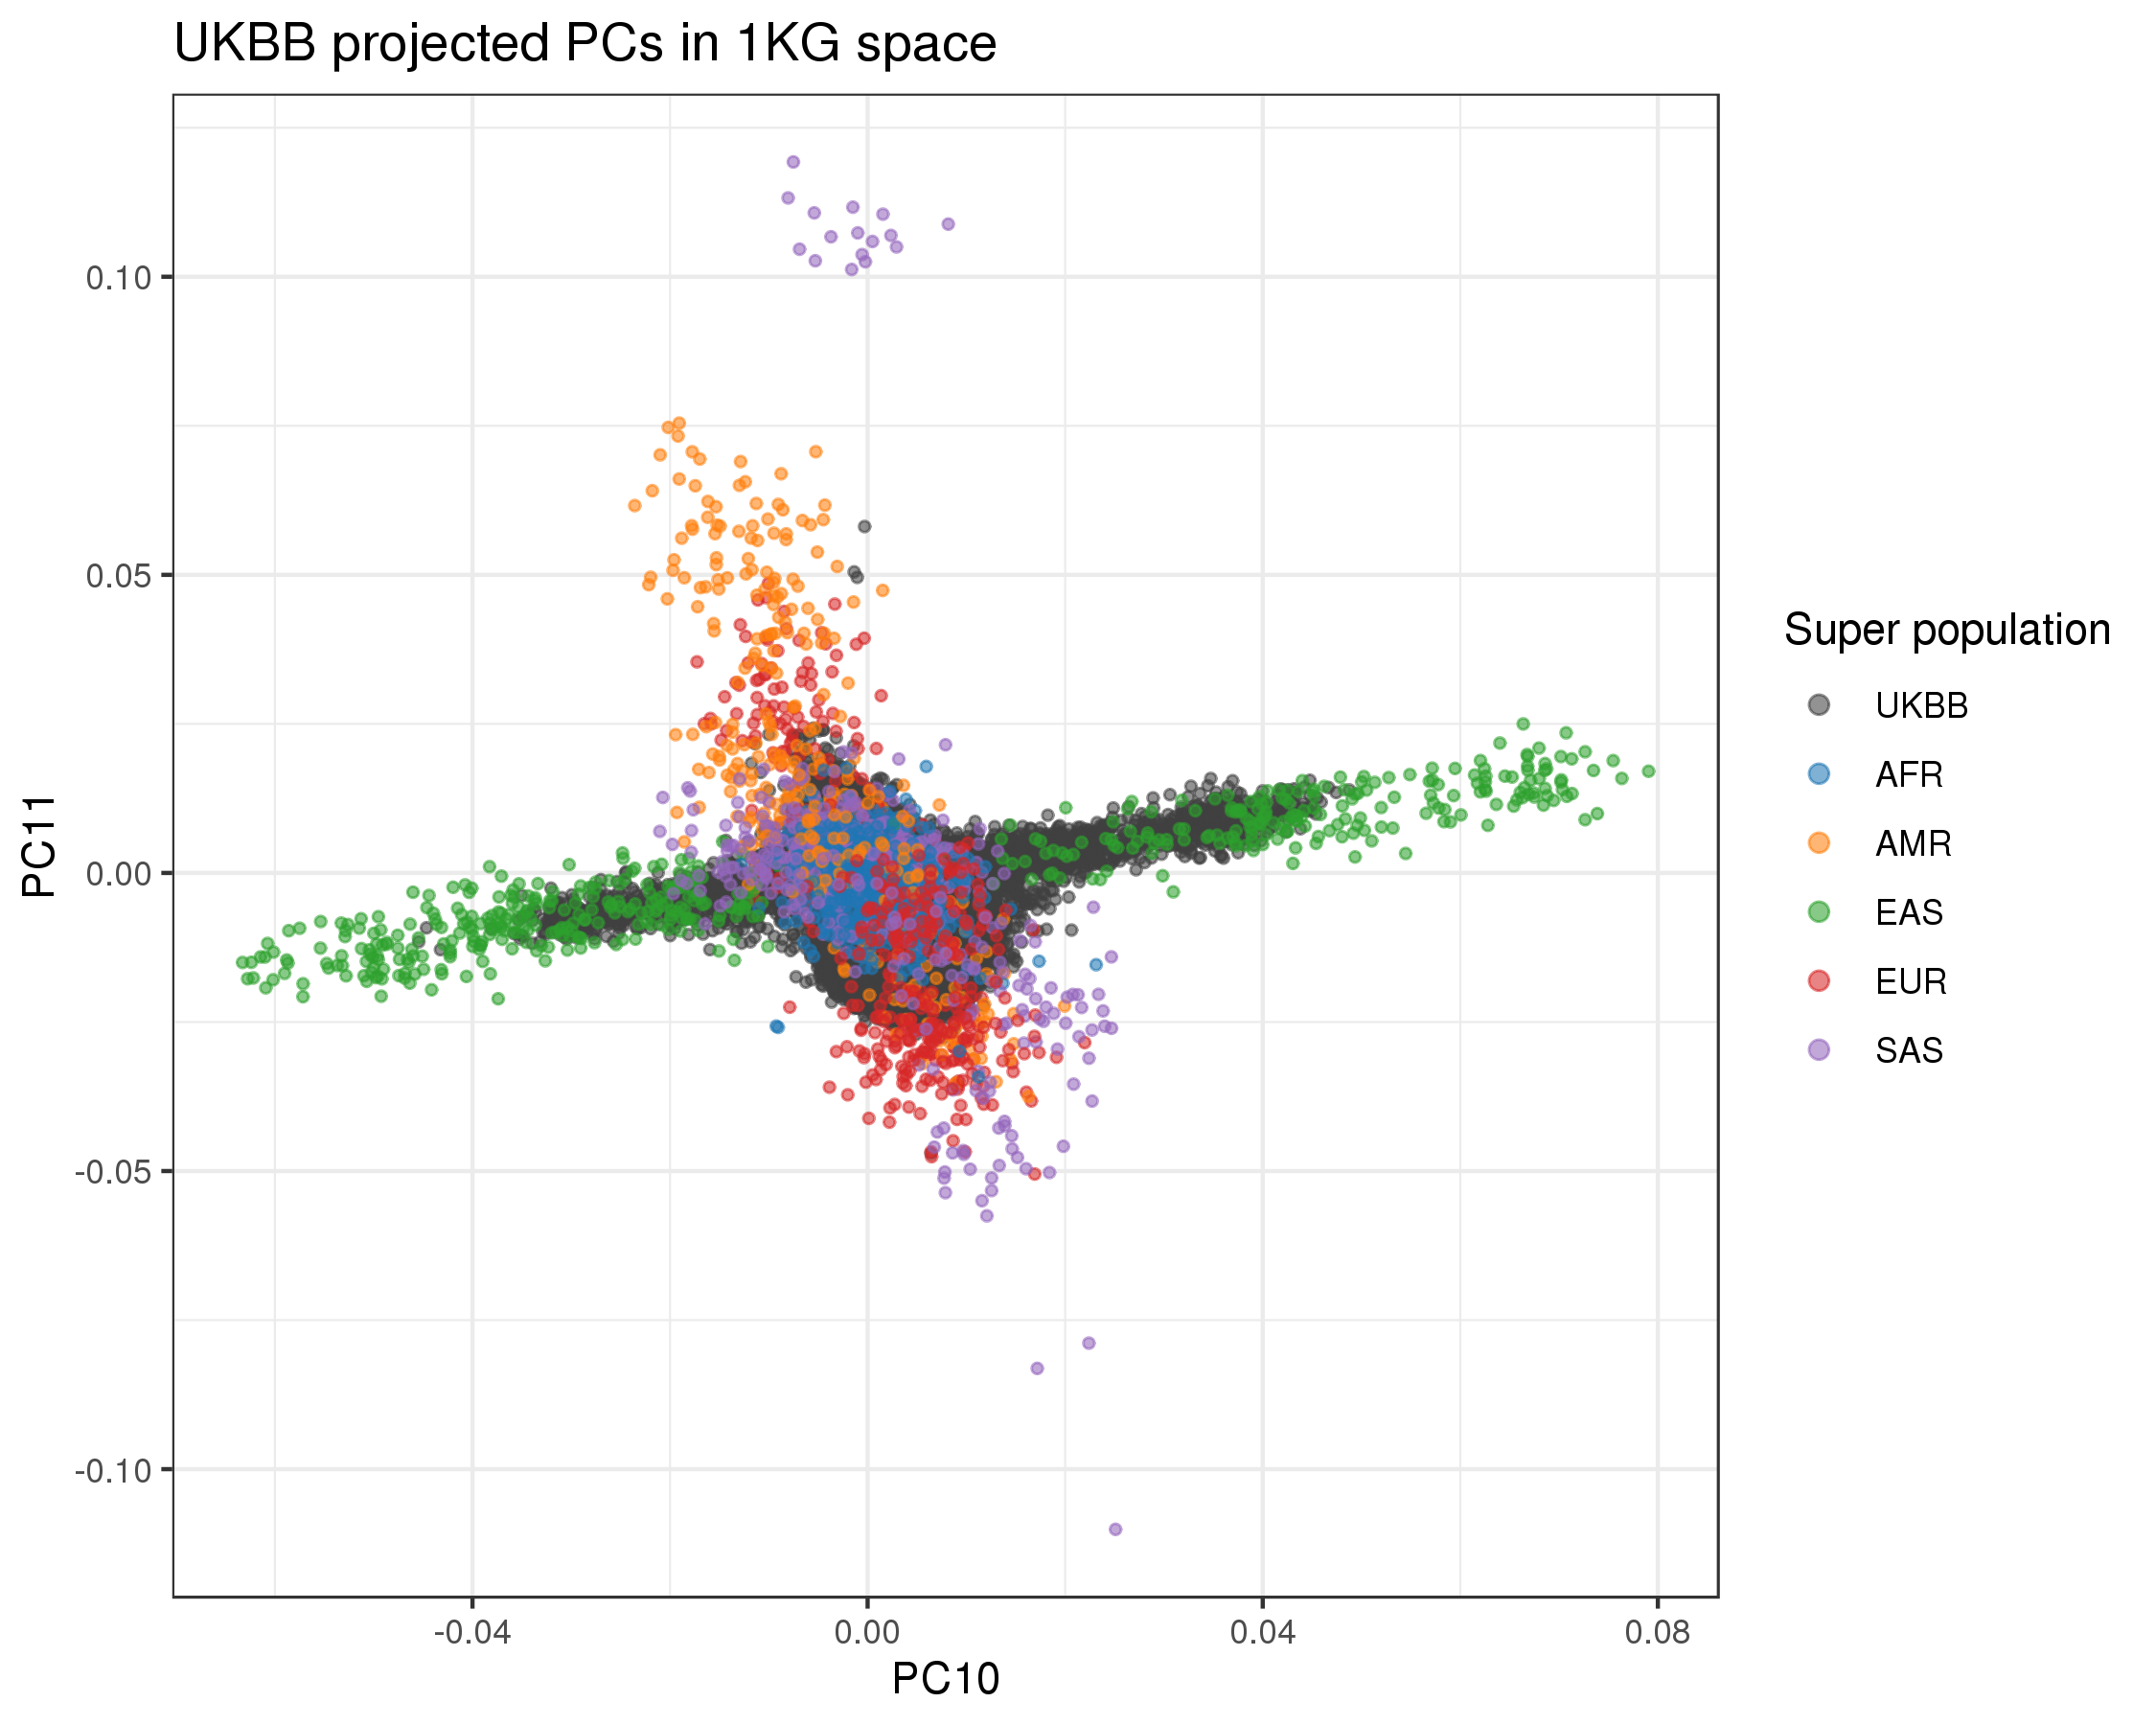 UKBB projected PCs in 1KG space
PC11
0.10
0.05
0.00
-0.05
-0.10
-0.04
0.00
0.04
0.08
PC10
Super population
UKBB
AFR
AMR
EAS
EUR
SAS